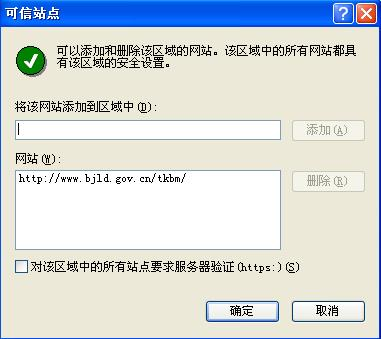 可信站点
可以添加和删除该区域的网站。该区域中的所有网站都具
有该区域的安全设置。
将该网站添加到区域中(D):
添加(A)
网站(W):
http://www.bjld.gov.cn/tkbm/
删除(R)
对该区域中的所有站点要求服务器验证(https:)(S)
确定
取消